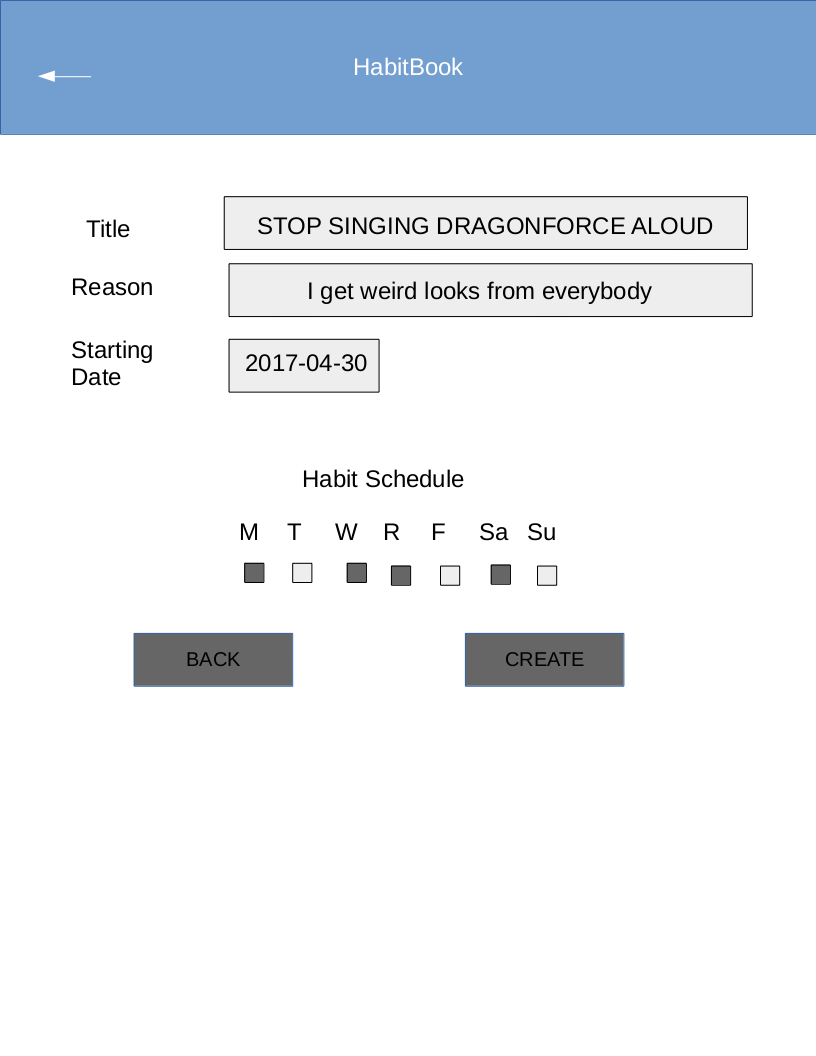 HabitBook
Title
STOP SINGING DRAGONFORCE ALOUD
Reason
I get weird looks from everybody
Starting
Date
2017-04-30
Habit Schedule
M T W R F Sa Su
BACK
CREATE